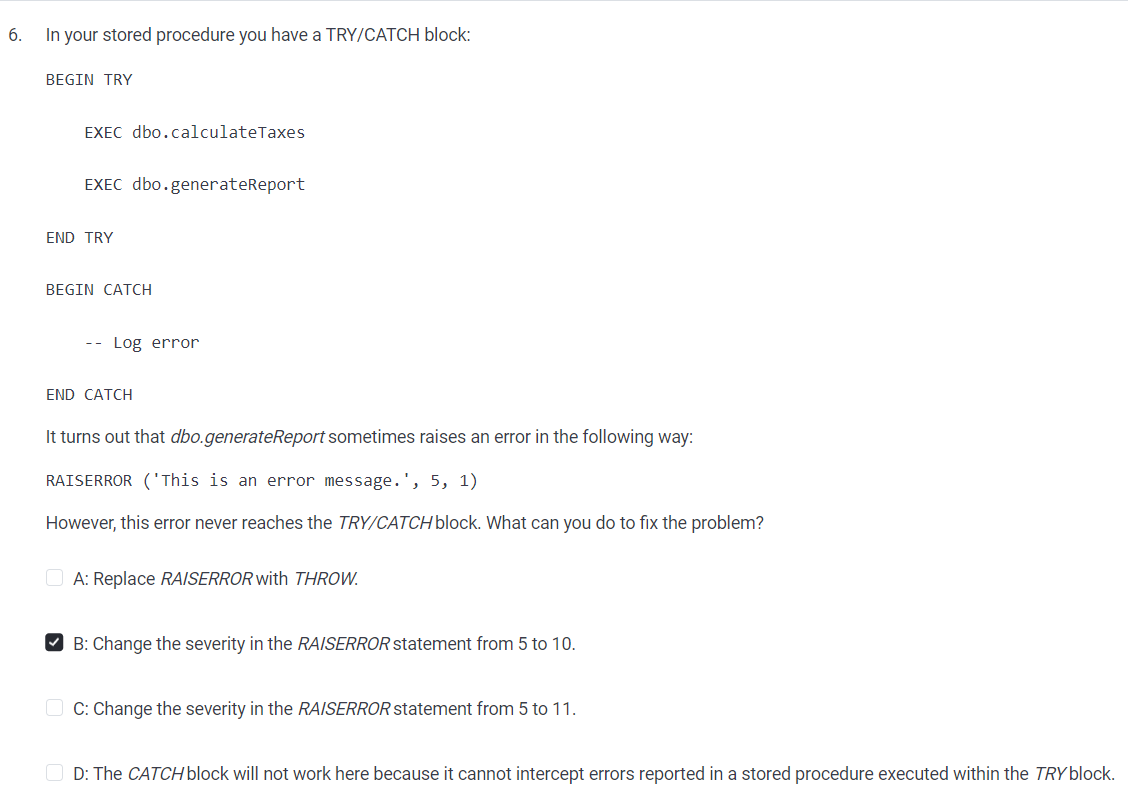 6. In your stored procedure you have a TRY/CATCH block:
BEGIN TRY
EXEC dbo.calculateTaxes
EXEC dbo.generateReport
END TRY
BEGIN CATCH
-- Log error
END CATCH
It turns out that dbo.generateReport sometimes raises an error in the following way:
RAISERROR ('This is an error message.', 5, 1)
However, this error never reaches the TRY/CATCH block. What can you do to fix the problem?
A: Replace RAISERROR with THROW.
B: Change the severity in the RAISERROR statement from 5 to 10.
C: Change the severity in the RAISERROR statement from 5 to 11.
D: The CATCH block will not work here because it cannot intercept errors reported in a stored procedure executed within the TRY block.